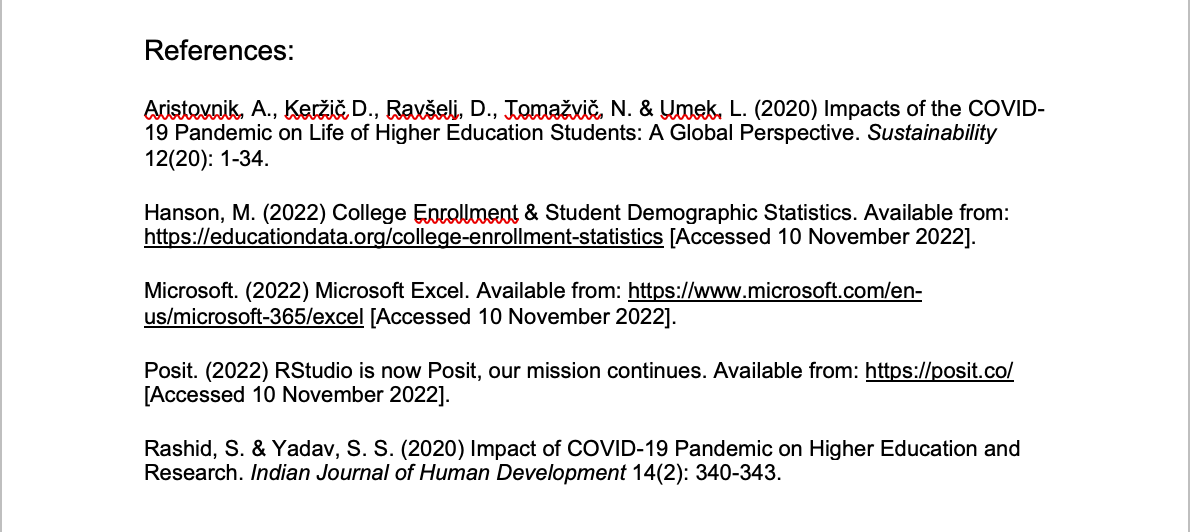 References:
Aristovnik, A., Keržič D., Ravšelj, D., Tomažvič, N. & Umek, L. (2020) Impacts of the COVID-
19 Pandemic on Life of Higher Education Students: A Global Perspective. Sustainability
12(20): 1-34.
Hanson, M. (2022) College Enrollment & Student Demographic Statistics. Available from:
https://educationdata.org/college-enrollment-statistics [Accessed 10 November 2022].
Microsoft. (2022) Microsoft Excel. Available from: https://www.microsoft.com/en-
us/microsoft-365/excel [Accessed 10 November 2022].
Posit. (2022) RStudio is now Posit, our mission continues. Available from: https://posit.co/
[Accessed 10 November 2022].
Rashid, S. & Yadav, S. S. (2020) Impact of COVID-19 Pandemic on Higher Education and
Research. Indian Journal of Human Development 14(2): 340-343.